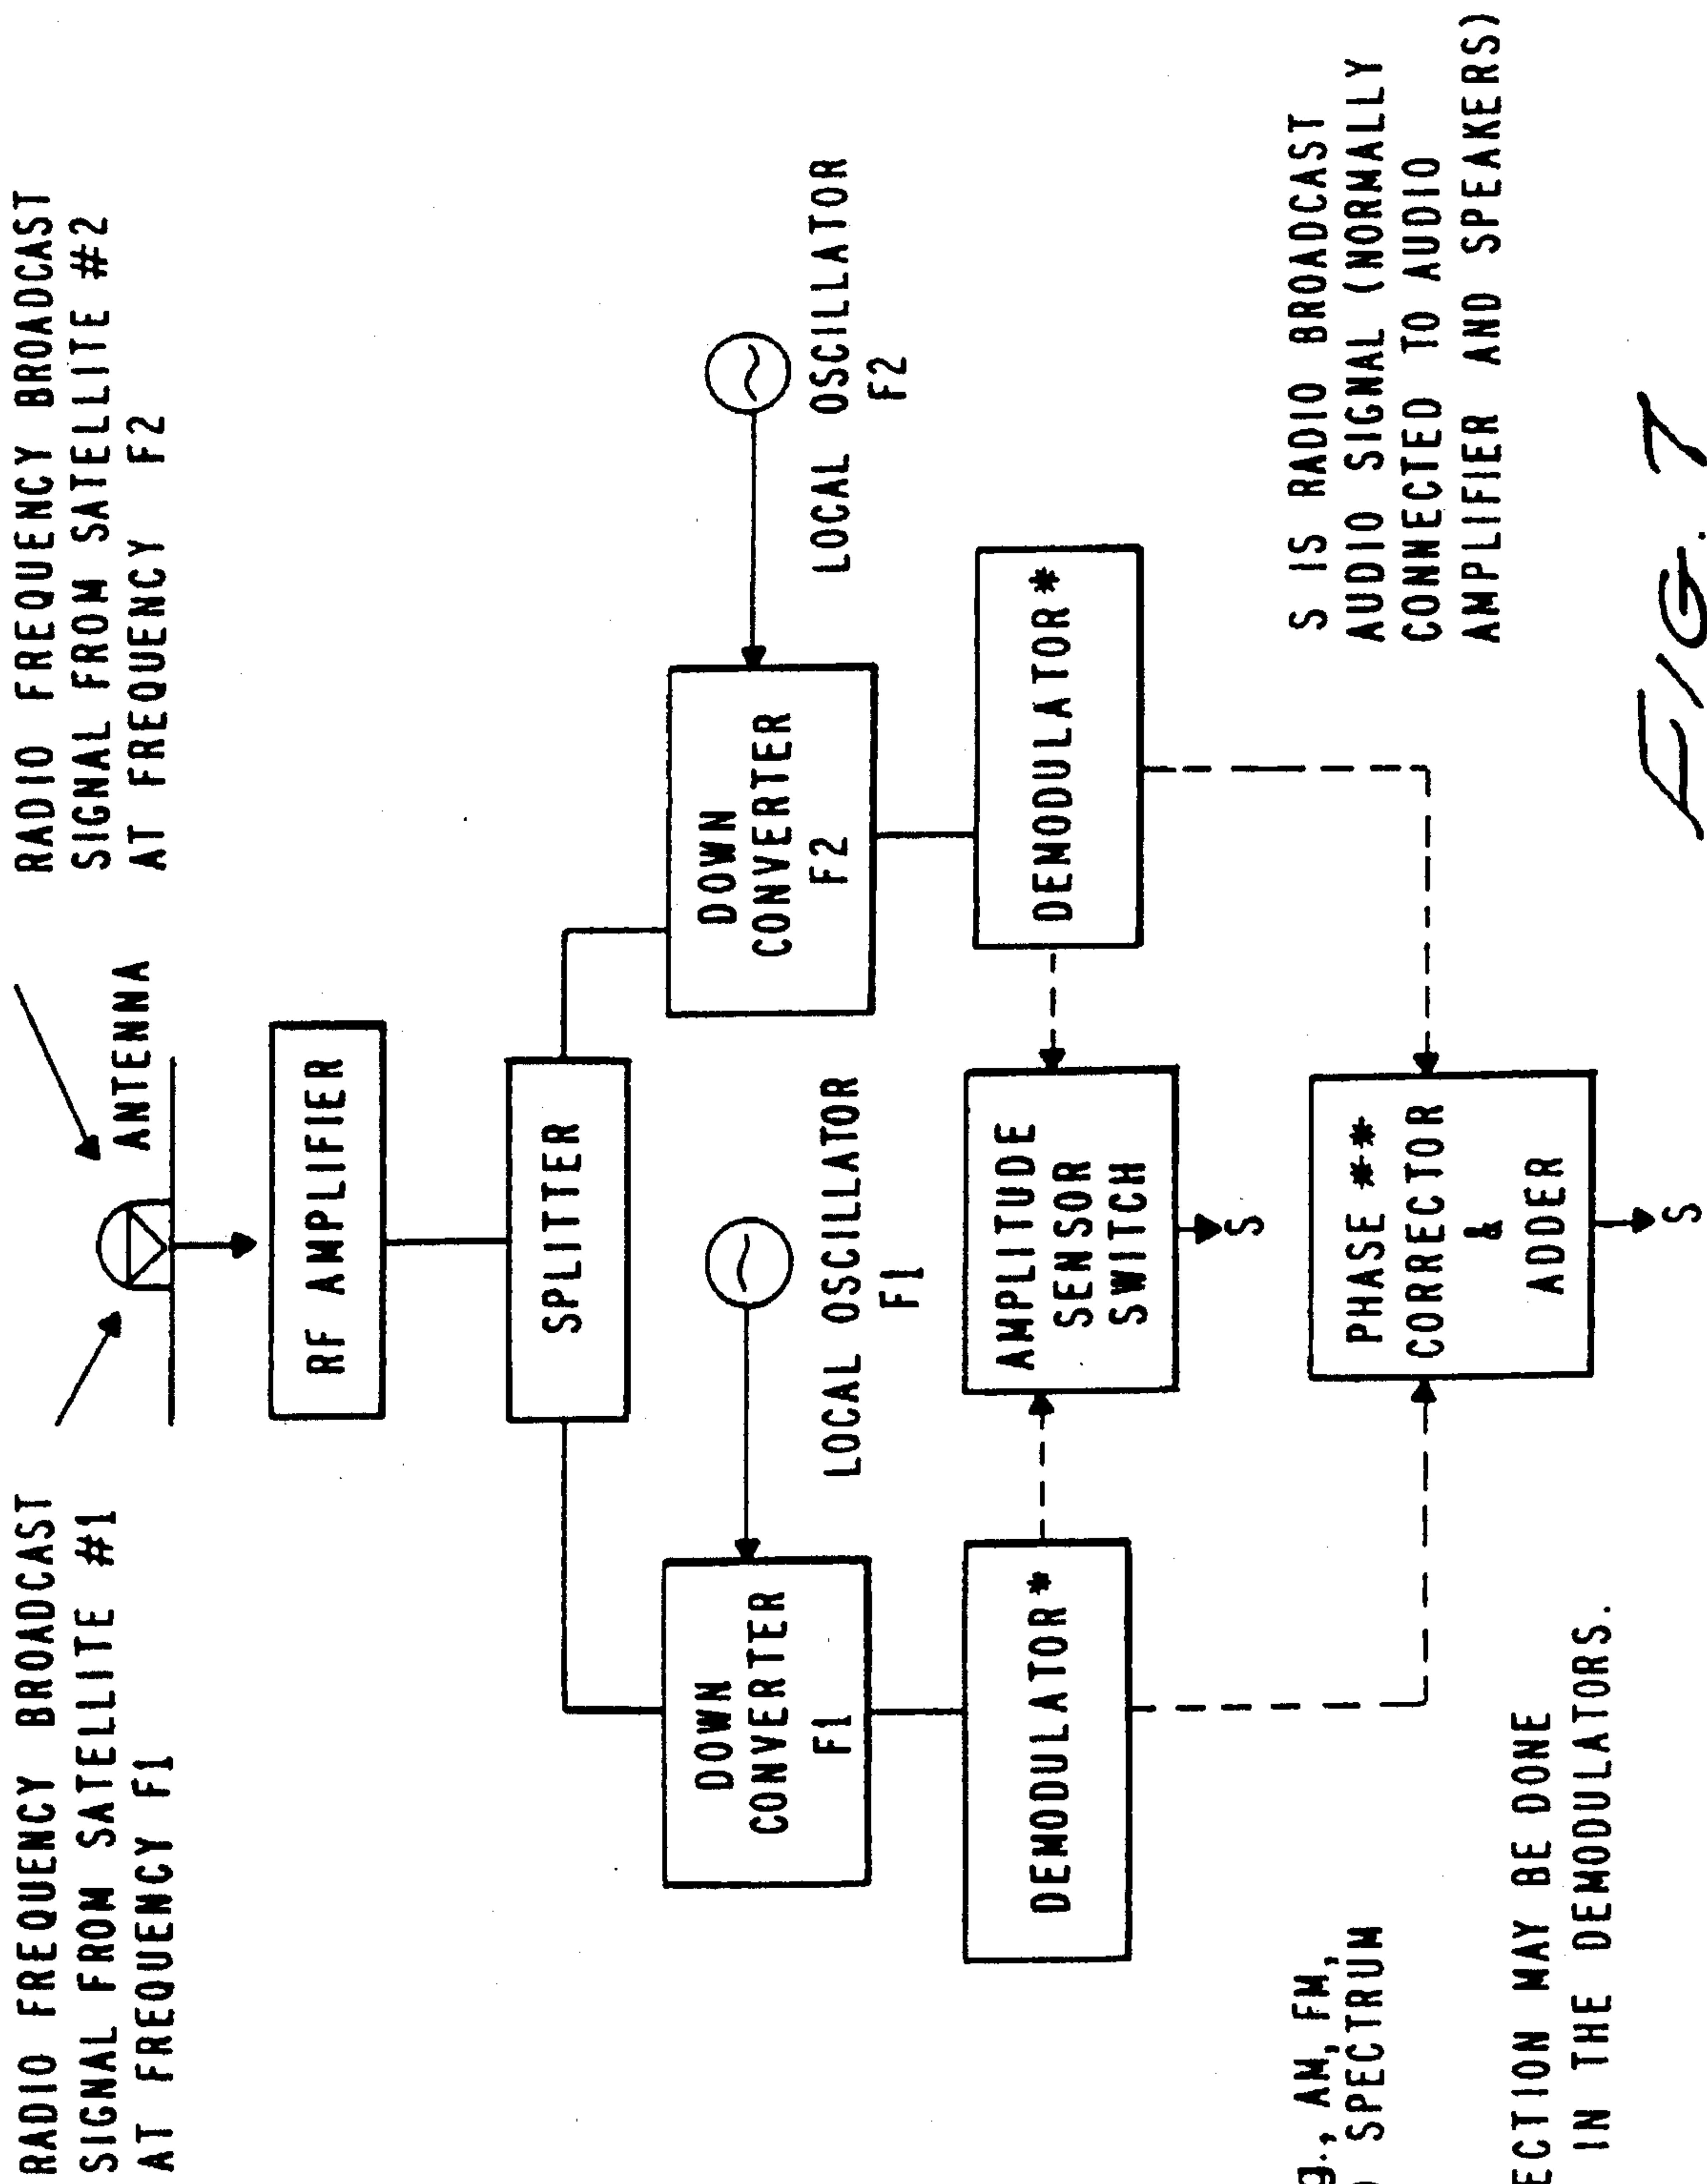 RADIO FREQUENCY BROADCAST
SIGNAL FROM SATELLITE #1
AT FREQUENCY F1
RADIO FREQUENCY BROADCAST
SIGNAL FROM SATELLITE #2
AT FREQUENCY F2
ANTENNA
RF AMPLIFIER
SPLITTER
DOWN
CONVERTER
F1
LOCAL OSCILLATOR
F1
DOWN
CONVERTER
F2
LOCAL OSCILLATOR
F2
DEMODULATOR*
AMPLITUDE
SENSOR
SWITCH
S
DEMODULATOR*
PHASE **
CORRECTOR
&
ADDER
S
g., AM, FM,
SPECTRUM
ECTION MAY BE DONE
IN THE DEMODULATORS.
S IS RADIO BROADCAST
AUDIO SIGNAL (NORMALLY
CONNECTED TO AUDIO
AMPLIFIER AND SPEAKERS)
FIG. 7